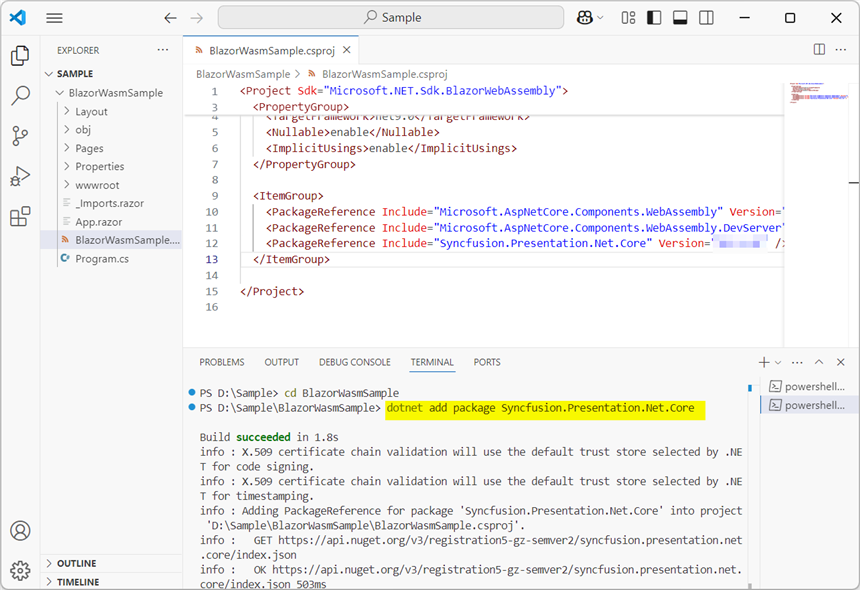 Sample
EXPLORER
SAMPLE
BlazorWasmSample
Layout
obj
Pages
Properties
wwwroot
_Imports.razor
App.razor
BlazorWasmSample....
Program.cs
OUTLINE
TIMELINE
BlazorWasmSample.csproj
BlazorWasmSample > BlazorWasmSample.csproj
1 <Project Sdk="Microsoft.NET.Sdk.BlazorWebAssembly">
3 <PropertyGroup>
4 <TargetFramework>net9.0</TargetFramework>
5 <Nullable>enable</Nullable>
6 <ImplicitUsings>enable</ImplicitUsings>
7 </PropertyGroup>
8
9 <ItemGroup>
10 <PackageReference Include="Microsoft.AspNetCore.Components.WebAssembly" Version="
11 <PackageReference Include="Microsoft.AspNetCore.Components.WebAssembly.DevServer"
12 <PackageReference Include="Syncfusion.Presentation.Net.Core" Version=" />
13 </ItemGroup>
14
15 </Project>
16
PROBLEMS OUTPUT DEBUG CONSOLE TERMINAL PORTS
PS D:\Sample> cd BlazorWasmSample
PS D:\Sample\BlazorWasmSample> dotnet add package Syncfusion.Presentation.Net.Core
Build succeeded in 1.8s
info : X.509 certificate chain validation will use the default trust store selected by .NE
T for code signing.
info : X.509 certificate chain validation will use the default trust store selected by .NE
T for timestamping.
info : Adding PackageReference for package 'Syncfusion.Presentation.Net.Core' into project
'D:\Sample\BlazorWasmSample\BlazorWasmSample.csproj'.
info :   GET https://api.nuget.org/v3/registration5-gz-semver2/syncfusion.presentation.net
.core/index.json
info :   OK https://api.nuget.org/v3/registration5-gz-semver2/syncfusion.presentation.net.
core/index.json 503ms
powershell...
powershell...